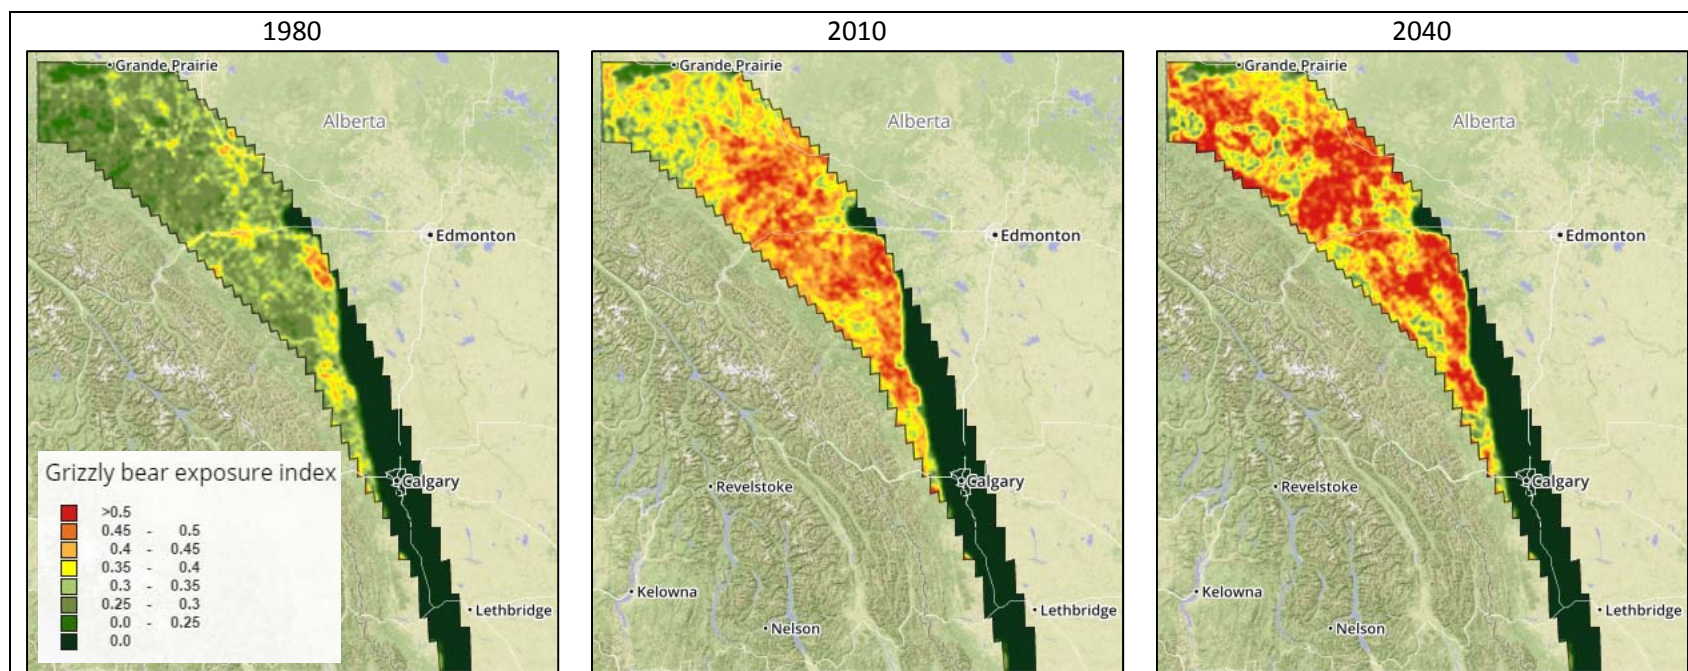 1980
2010
2040
Grande Prairie
Alberta
Edmonton
Calgary
Lethbridge
Grizzly bear exposure index
>0.5
0.45 - 0.5
0.4 - 0.45
0.35 - 0.4
0.3 - 0.35
0.25 - 0.3
0.0 - 0.25
0.0
Grande Prairie
Alberta
Edmonton
Revelstoke
Calgary
Kelowna
Lethbridge
Nelson
Grande Prairie
Alberta
Edmonton
Revelstoke
Calgary
Kelowna
Lethbridge
Nelson